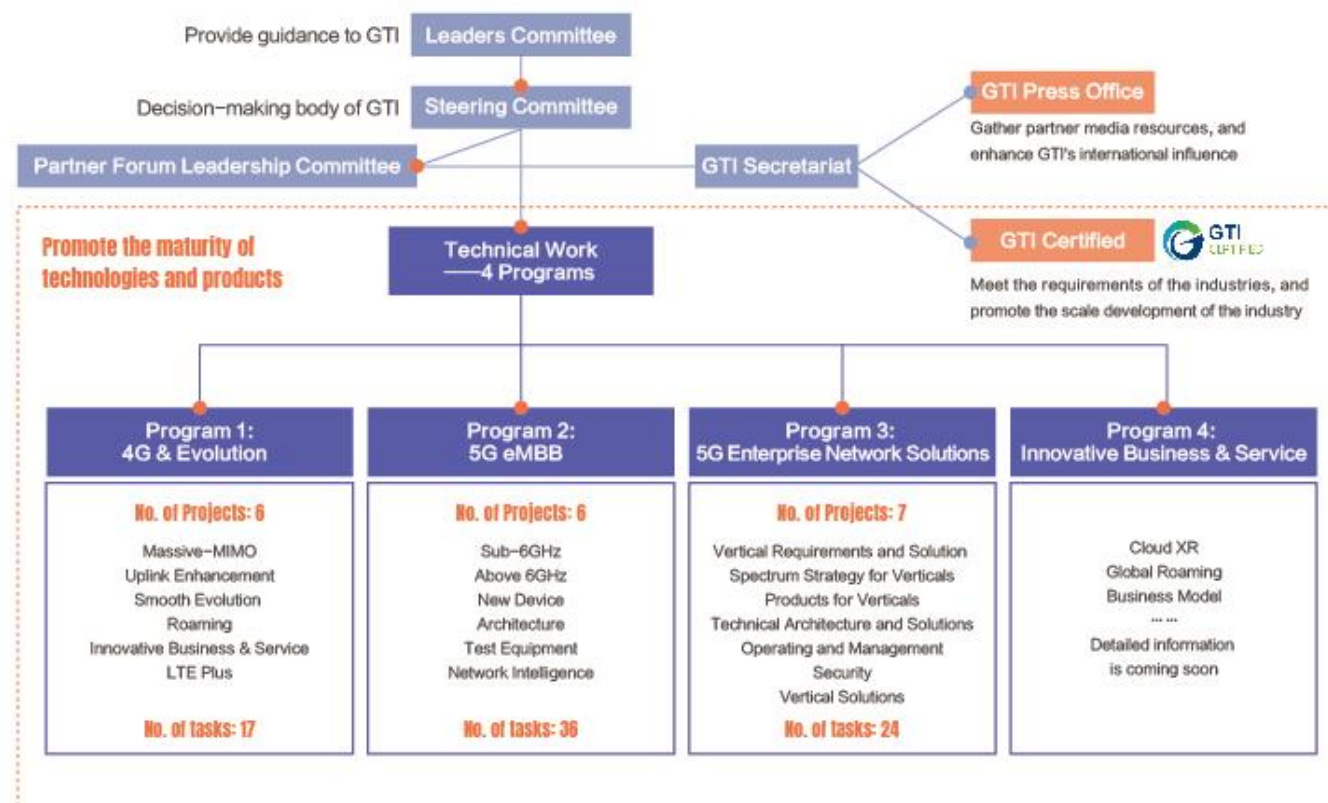 Provide guidance to GTI
Leaders Committee
Decision-making body of GTI
Steering Committee
Partner Forum Leadership Committee
GTI Secretariat
GTI Press Office
Gather partner media resources, and
enhance GTI's international influence
GTI Certified
GTI
CERTIFIED
Meet the requirements of the industries, and
promote the scale development of the industry
Promote the maturity of
technologies and products
Technical Work
——4 Programs
Program 1:
4G & Evolution
No. of Projects: 6
Massive-MIMO
Uplink Enhancement
Smooth Evolution
Roaming
Innovative Business & Service
LTE Plus
No. of tasks: 17
Program 2:
5G eMBB
No. of Projects: 6
Sub-6GHz
Above 6GHz
New Device
Architecture
Test Equipment
Network Intelligence
No. of tasks: 36
Program 3:
5G Enterprise Network Solutions
No. of Projects: 7
Vertical Requirements and Solution
Spectrum Strategy for Verticals
Products for Verticals
Technical Architecture and Solutions
Operating and Management
Security
Vertical Solutions
No. of tasks: 24
Program 4:
Innovative Business & Service
Cloud XR
Global Roaming
Business Model
... ...
Detailed information
is coming soon